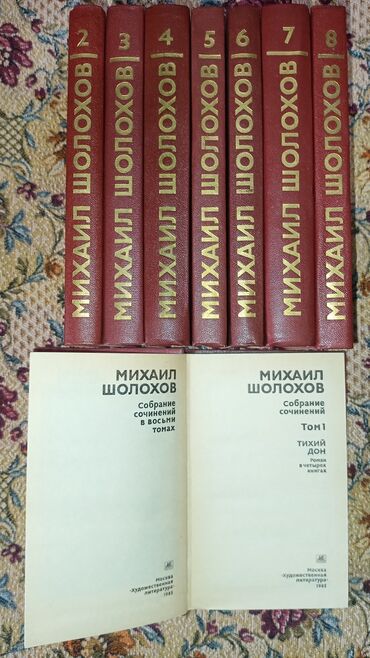 2 МИХАИЛ ШОЛОХОВ
3 МИХАИЛ ШОЛОХОВ
4 МИХАИЛ ШОЛОХОВ
5 МИХАИЛ ШОЛОХОВ
6 МИХАИЛ ШОЛОХОВ
7 МИХАИЛ ШОЛОХОВ
8 МИХАИЛ ШОЛОХОВ
МИХАИЛ
ШОЛОХОВ
Собрание
сочинений
в восьми
томах
Москва
«Художественная
литература»
1985
МИХАИЛ
ШОЛОХОВ
Собрание
сочинений
Том 1
ТИХИЙ
ДОН
Роман
в четырех
книгах
Москва
«Художественная
литература»
1985